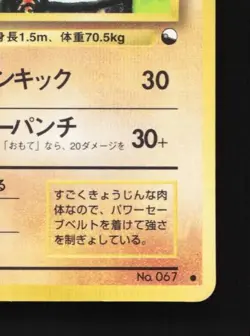 身長1.5m、体重70.5kg
ンキック 30
ーパンチ 30+
「おもて」なら、20ダメージを
る
すごくきょうじんな肉
体なので、パワーセー
ブベルトを着けて強さ
を制ぎょしている。
No. 067 ●